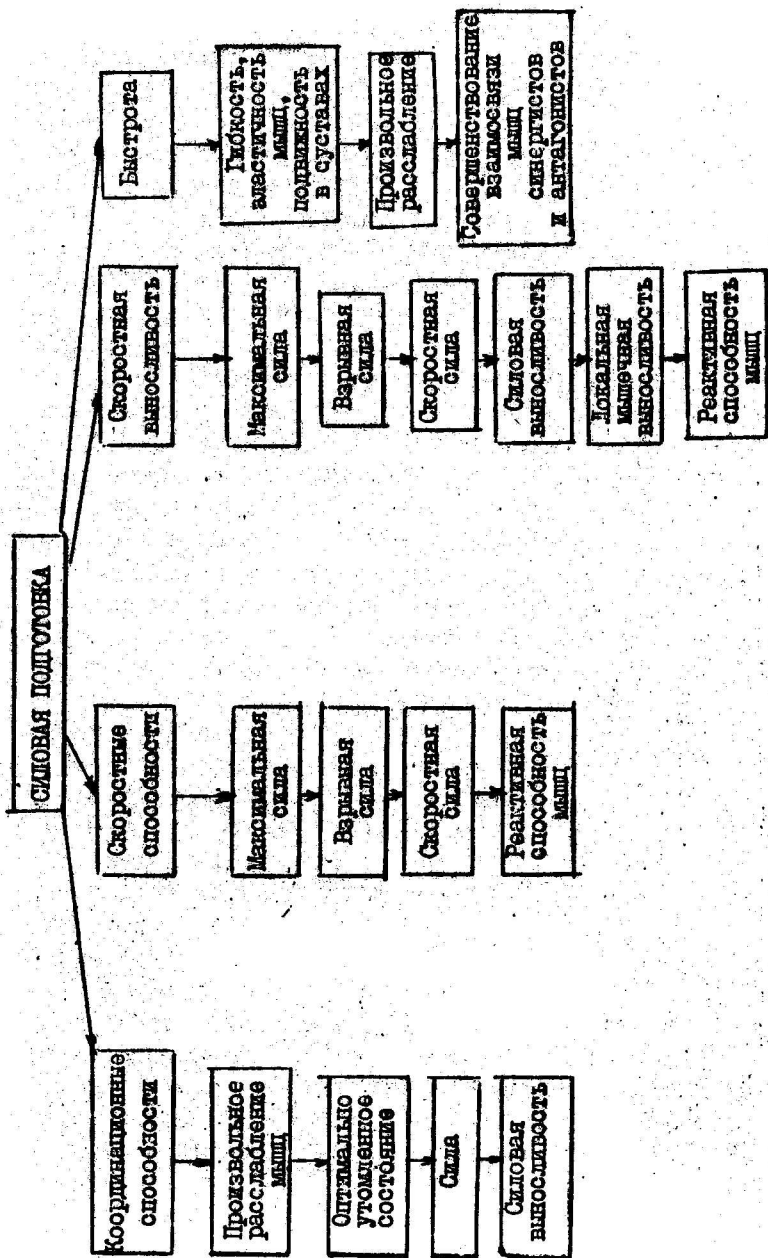 СИЛОВАЯ ПОДГОТОВКА
Координационные
способности
Произвольное
расслабление
мышц
Оптимально
утомленное
состояние
Сила
Силовая
выносливость
Скоростные
способности
Максимальная
сила
Взрывная
сила
Скоростная
сила
Реактивная
способность
мышц
Скоростная
выносливость
Максимальная
сила
Взрывная
сила
Скоростная
сила
Силовая
выносливость
Локальная
мышечная
выносливость
Реактивная
способность
мышц
Быстрота
Гибкость,
эластичность
мышц,
подвижность
в суставах
Произвольное
расслабление
Совершенствование
взаимосвязи
мышц
синергистов
и антагонистов